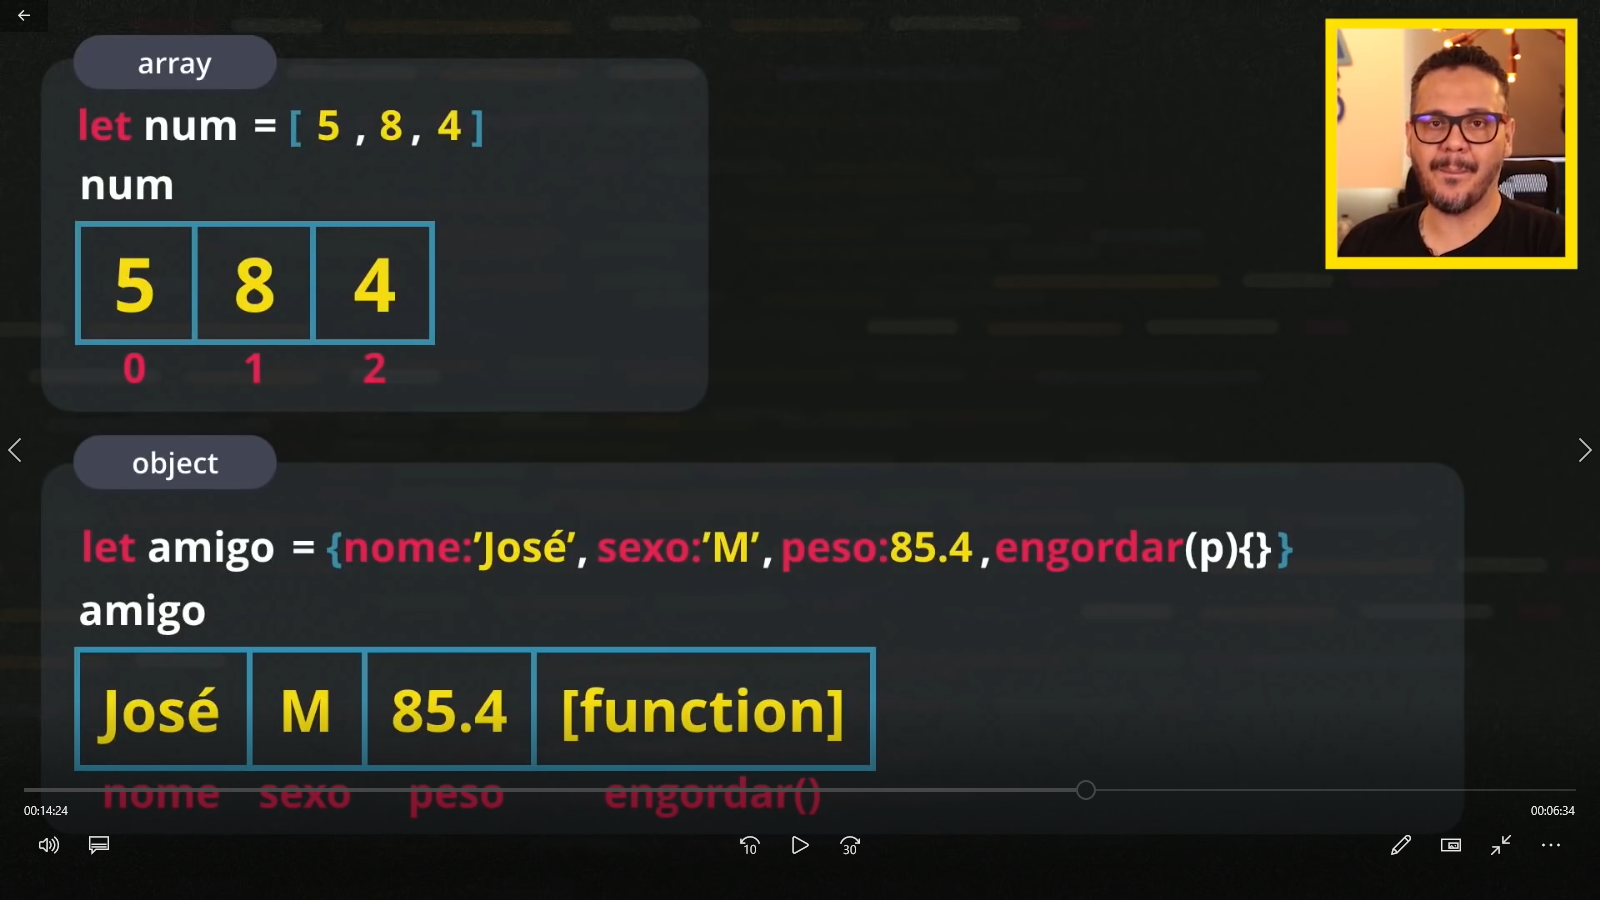 array
let num = [ 5 , 8 , 4 ]
num
5 8 4
0 1 2
object
let amigo = {nome:’José’, sexo:’M’, peso:85.4 ,engordar(p){} }
amigo
José M 85.4 [function]
nome sexo peso engordar()
00:14:24 00:06:34
10 30